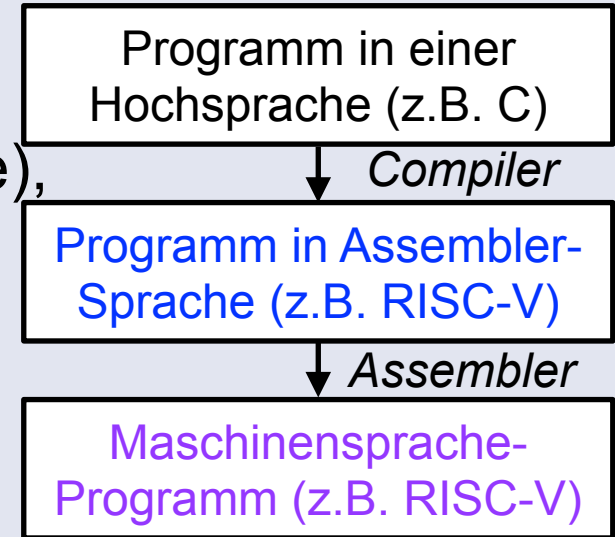 Programm in einer
Hochsprache (z.B. C)
e),
Compiler
Programm in Assembler-
Sprache (z.B. RISC-V)
Assembler
Maschinensprache-
Programm (z.B. RISC-V)